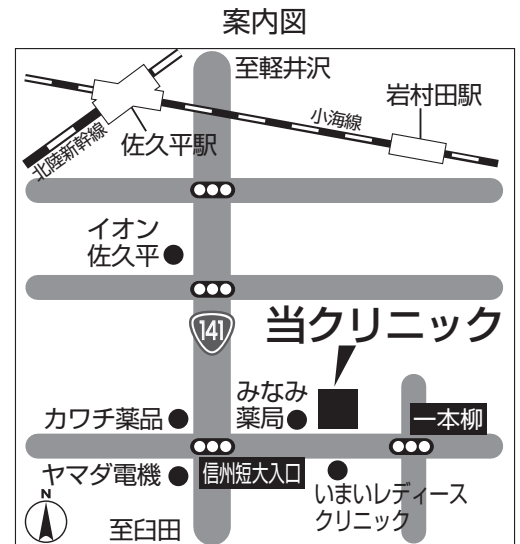 案内図
至軽井沢
岩村田駅
小海線
佐久平駅
北陸新幹線
イオン
佐久平
141
当クリニック
みなみ
薬局
カワチ薬品
一本柳
ヤマダ電機
信州短大入口
いまいレディース
クリニック
N
至臼田